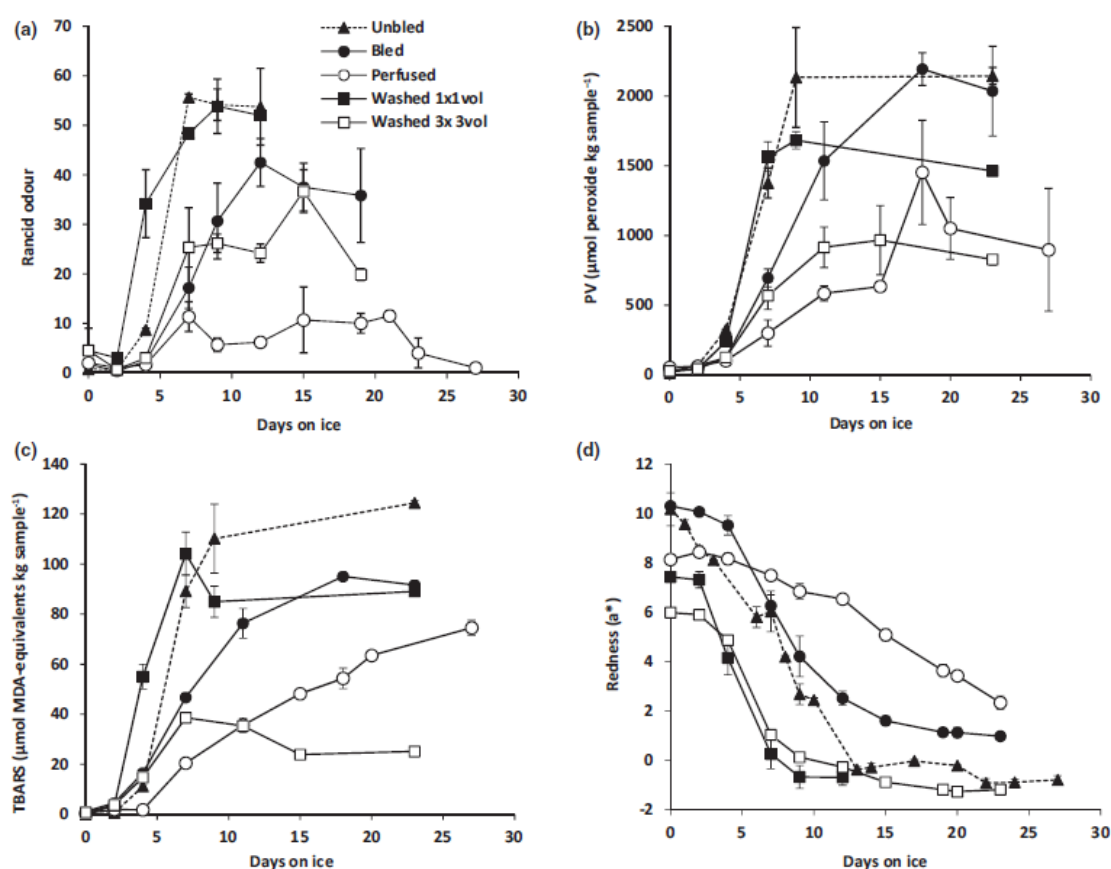 (a)
70
60
50
40
30
20
10
0
Rancid odour
0 5 10 15 20 25 30
Days on ice
Unbled
Bled
Perfused
Washed 1x1vol
Washed 3x 3vol
(b)
2500
2000
1500
1000
500
0
PV (µmol peroxide kg sample⁻¹)
0 5 10 15 20 25 30
Days on ice
(c)
140
120
100
80
60
40
20
0
TBARS (µmol MDA-equivalents kg sample⁻¹)
0 5 10 15 20 25 30
Days on ice
(d)
12
10
8
6
4
2
0
-2
Redness (a*)
0 5 10 15 20 25 30
Days on ice